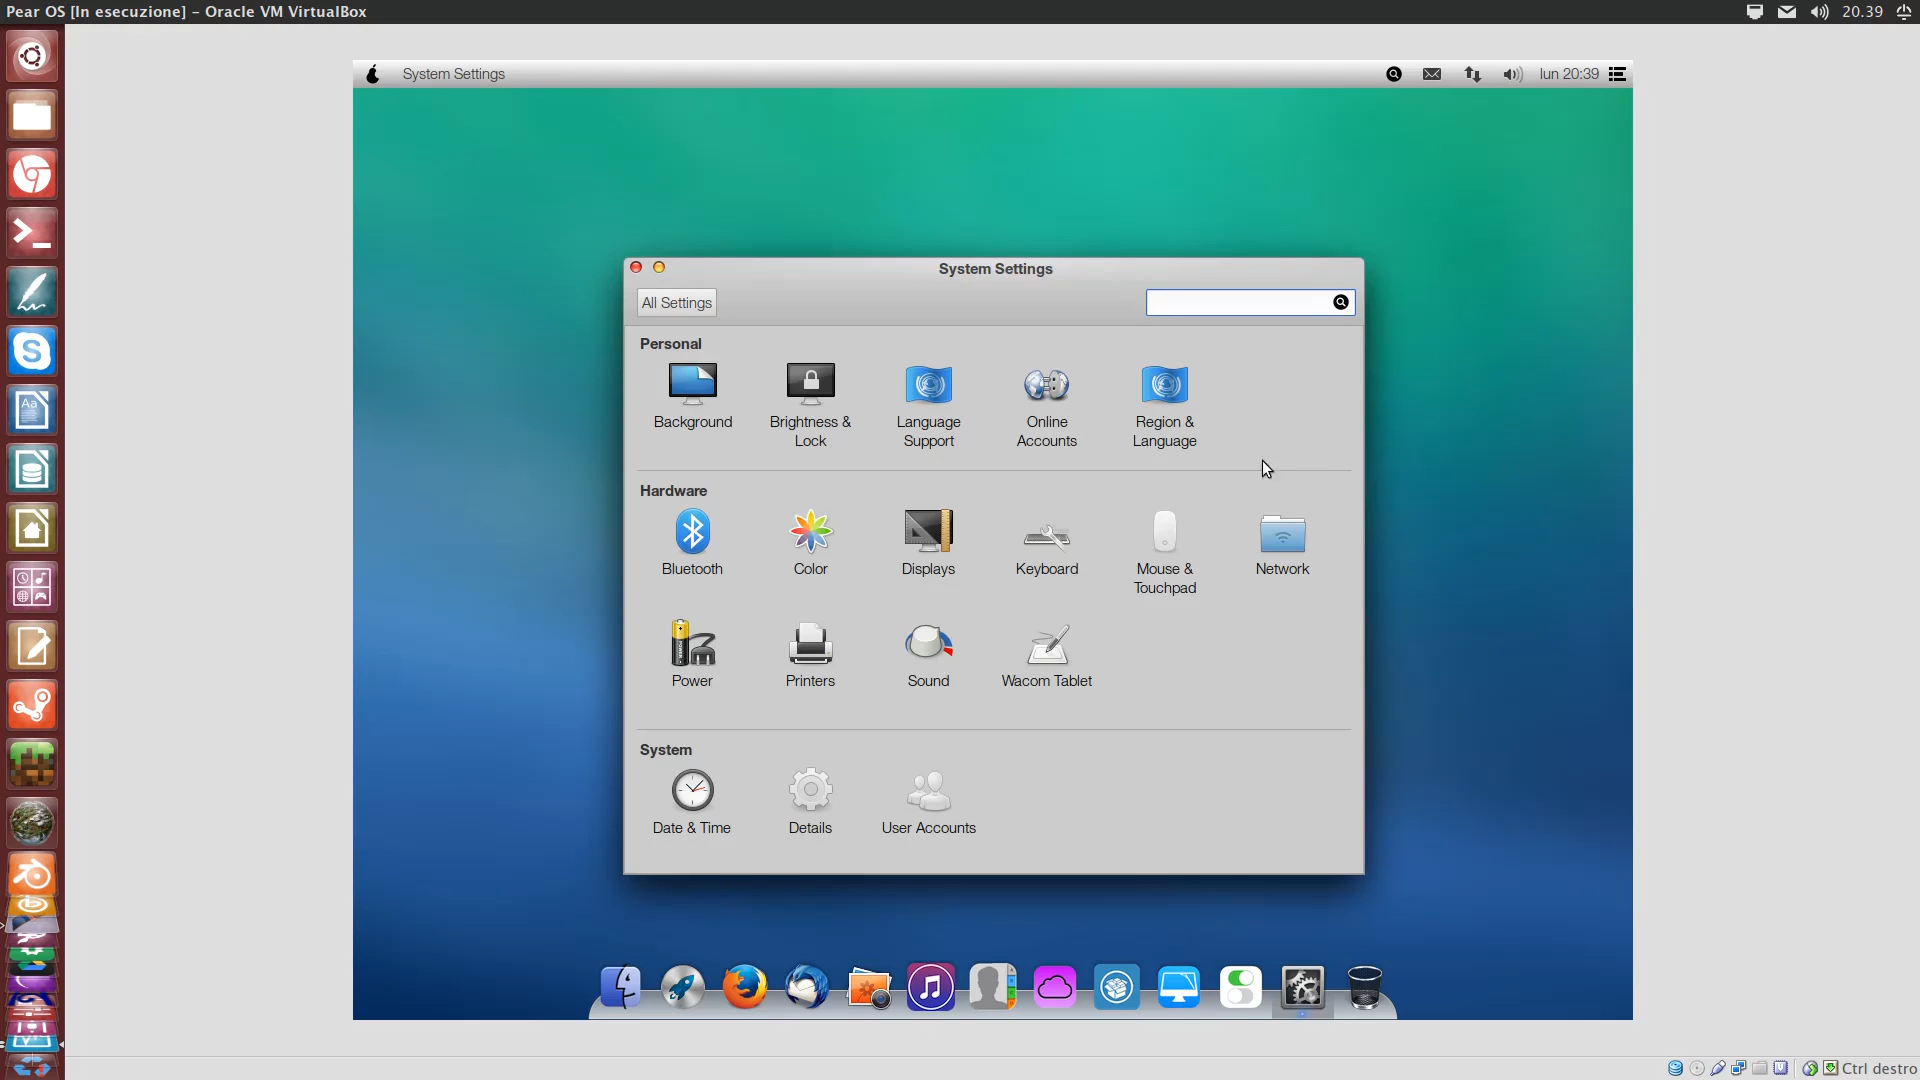 Pear OS [In esecuzione] - Oracle VM VirtualBox
20.39
System Settings
lun 20:39
System Settings
All Settings
Personal
Background
Brightness & Lock
Language Support
Online Accounts
Region & Language
Hardware
Bluetooth
Color
Displays
Keyboard
Mouse & Touchpad
Network
Power
Printers
Sound
Wacom Tablet
System
Date & Time
Details
User Accounts
Ctrl destro